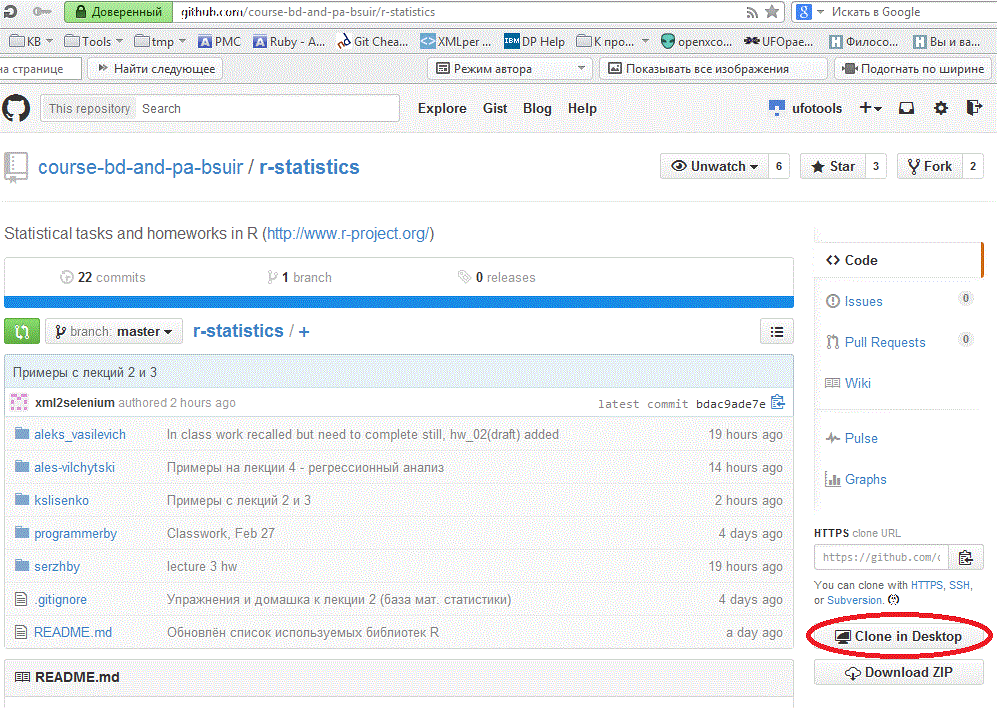 Доверенный github.com/course-bd-and-pa-bsuir/r-statistics Искать в Google
KB Tools tmp PMC Ruby - A... Git Chea... XMLper ... IBM DP Help К про... openxco... UFOpae... Филосо... Вы и ва...
на странице Найти следующее Режим автора Показывать все изображения Подогнать по ширине
This repository Search Explore Gist Blog Help ufotools
course-bd-and-pa-bsuir / r-statistics Unwatch 6 Star 3 Fork 2
Statistical tasks and homeworks in R (http://www.r-project.org/)
22 commits 1 branch 0 releases
branch: master r-statistics / +
Примеры с лекций 2 и 3
xml2selenium authored 2 hours ago latest commit bdac9ade7e
aleks_vasilevich In class work recalled but need to complete still, hw_02(draft) added 19 hours ago
ales-vilchytski Примеры на лекции 4 - регрессионный анализ 14 hours ago
kslisenko Примеры с лекций 2 и 3 2 hours ago
programmerby Classwork, Feb 27 4 days ago
serzhby lecture 3 hw 19 hours ago
.gitignore Упражнения и домашка к лекции 2 (база мат. статистики) 4 days ago
README.md Обновлён список используемых библиотек R a day ago
README.md
Code
Issues 0
Pull Requests 0
Wiki
Pulse
Graphs
HTTPS clone URL
https://github.com/c
You can clone with HTTPS, SSH,
or Subversion.
Clone in Desktop
Download ZIP